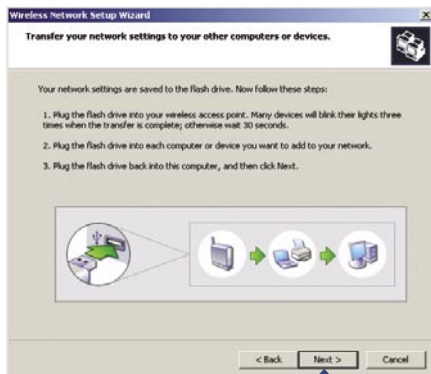 Wireless Network Setup Wizard
Transfer your network settings to your other computers or devices.
Your network settings are saved to the flash drive. Now follow these steps:
1. Plug the flash drive into your wireless access point. Many devices will blink their lights three
times when the transfer is complete; otherwise wait 30 seconds.
2. Plug the flash drive into each computer or device you want to add to your network.
3. Plug the flash drive back into this computer, and then click Next.
< Back
Next >
Cancel